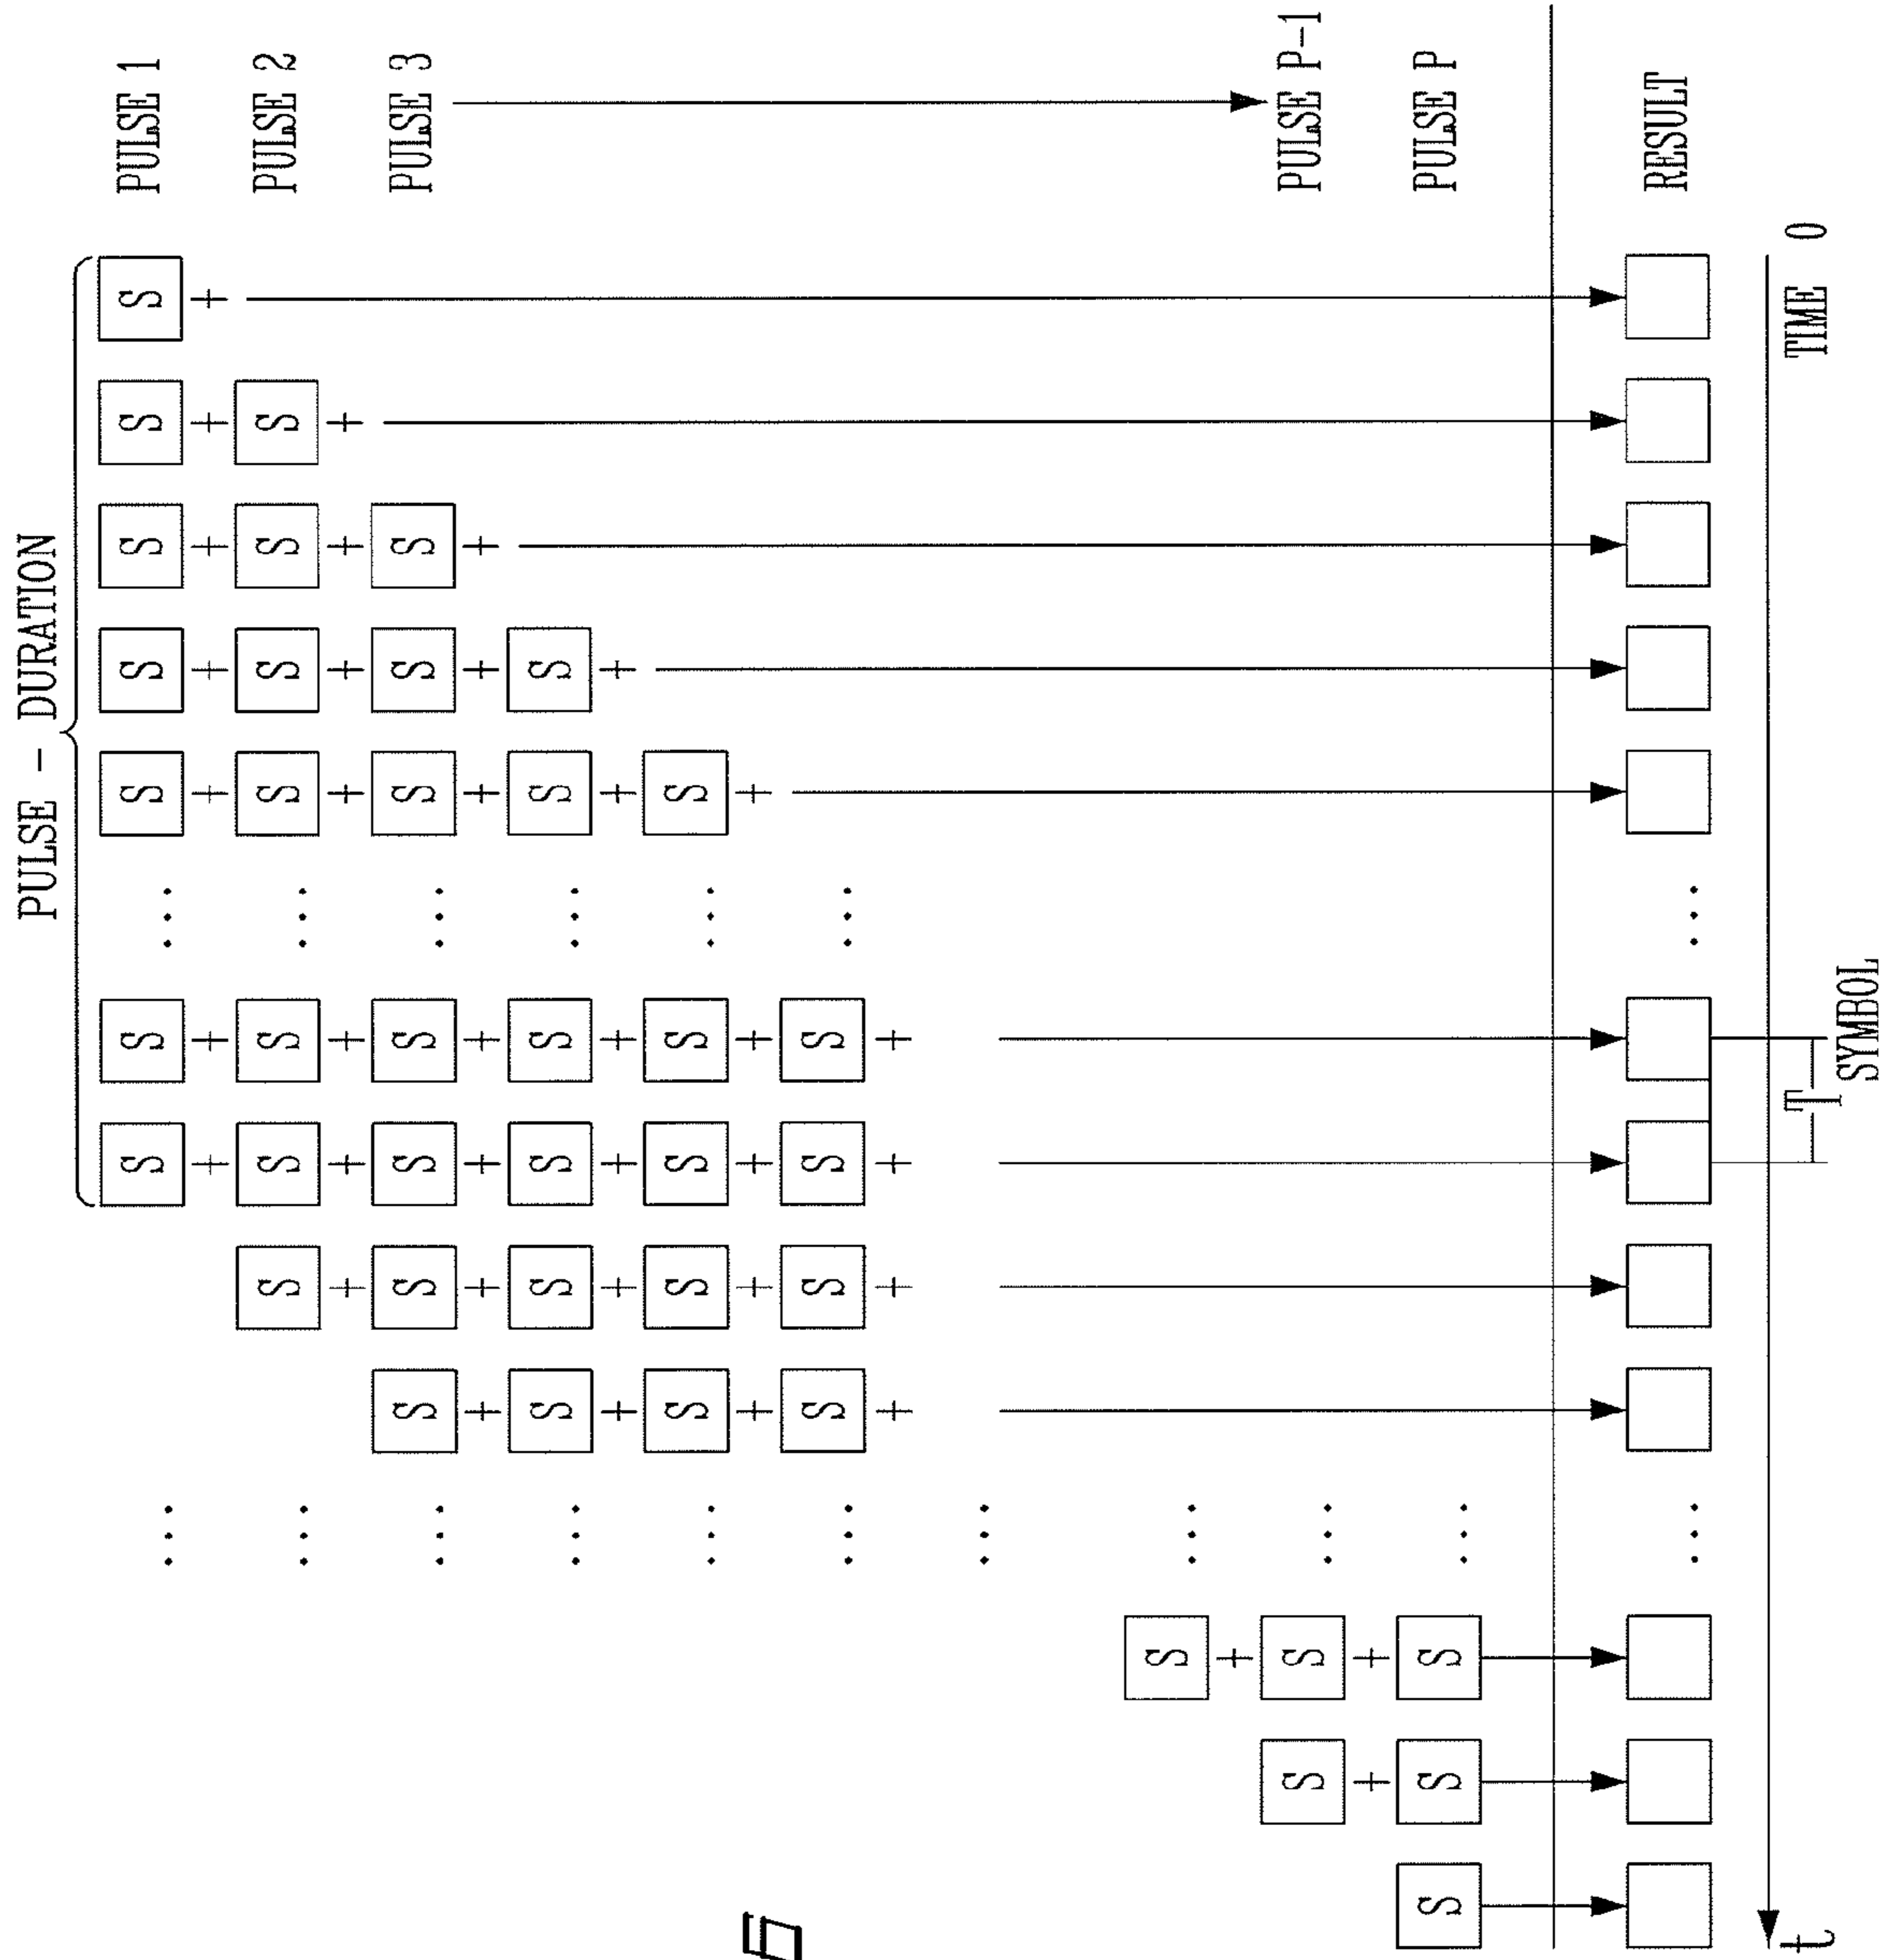 PULSE - DURATION
... S S ... S S S S S PULSE 1
+ + + + + + +
... S S S ... S S S S PULSE 2
+ + + + + + +
... S S S S ... S S S PULSE 3
+ + + + + + +
... S S S S ... S S
+ + + + + +
... S S S S ... S
+ + + + +
... S S S S ...
+ + + +
...
S ...
+
S S ... PULSE P-1
+ +
S S S ... PULSE P
... ... RESULT
t T TIME 0
SYMBOL